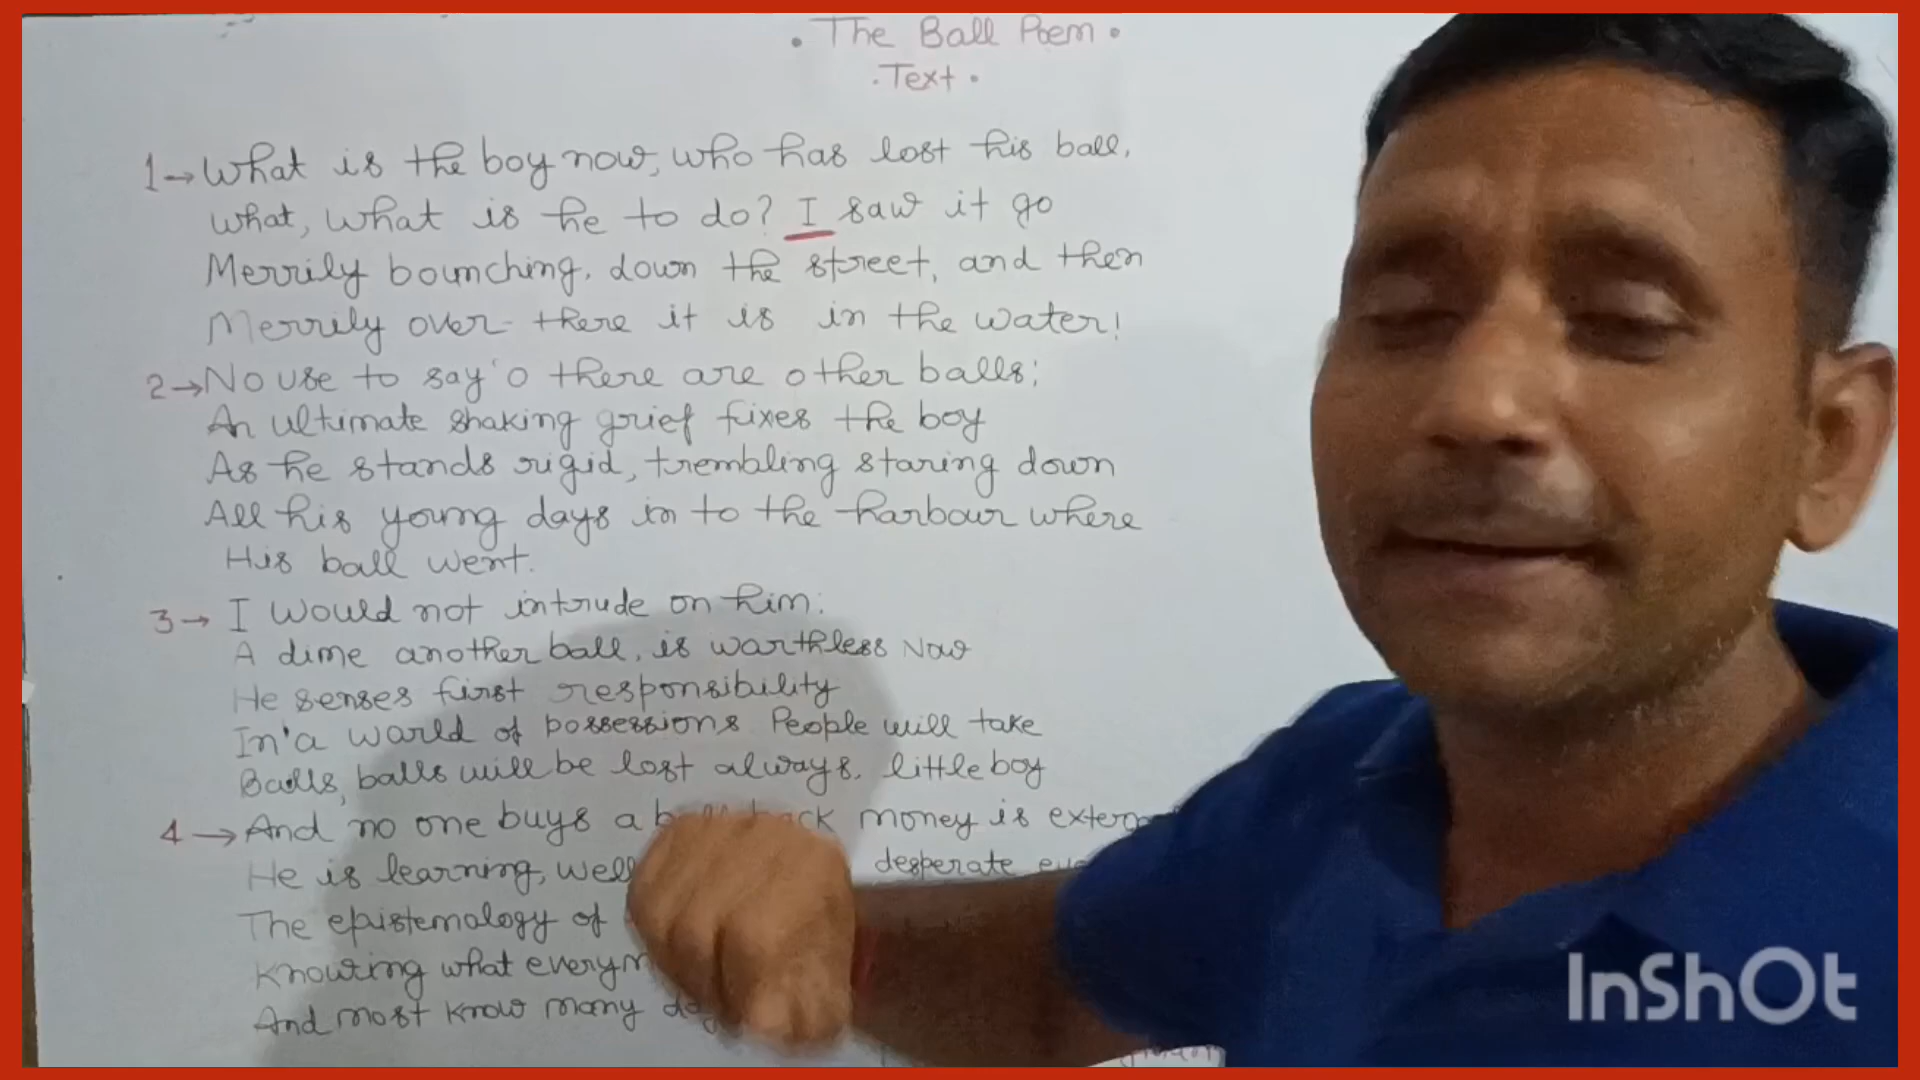 • The Ball Poem •
• Text •
1→ What is the boy now, who has lost his ball,
What, what is he to do? I saw it go
Merrily bounching, down the street, and then
Merrily over there it is in the water!
2→ No use to say 'o there are other balls;
An ultimate shaking grief fixes the boy
As he stands rigid, trembling staring down
All his young days in to the harbour where
His ball went.
3→ I would not intrude on him:
A dime another ball, is warthless Now
He senses first responsibility
In 'a warld of possessions People will take
Balls, balls will be lost always, little boy
4→ And no one buys a back money is
He is learning, well desperate
The epistemalogy of
Knowing what
And most know many
InShOt